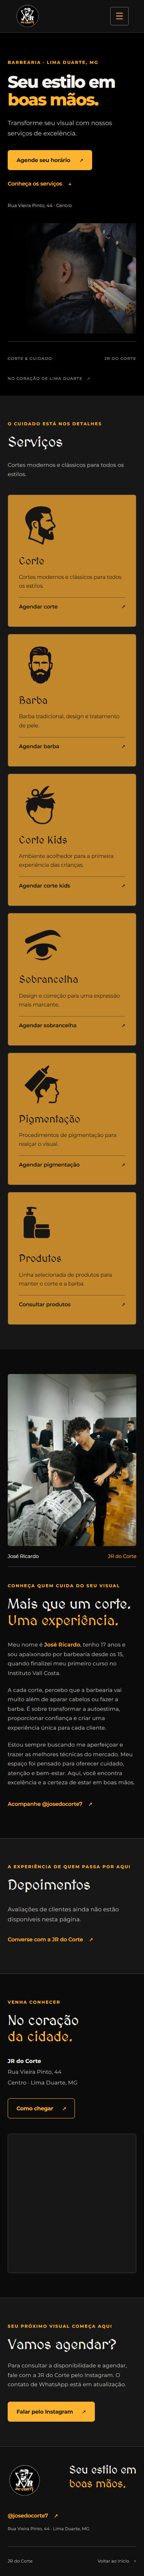 BARBEARIA · LIMA DUARTE, MG
Seu estilo em
boas mãos.
Transforme seu visual com nossos
serviços de excelência.
Agende seu horário ↗
Conheça os serviços ↓
Rua Vieira Pinto, 44 · Centro
CORTE & CUIDADO JR DO CORTE
NO CORAÇÃO DE LIMA DUARTE ↗
O CUIDADO ESTÁ NOS DETALHES
Serviços
Cortes modernos e clássicos para todos os
estilos.
Corte
Cortes modernos e clássicos para todos
os estilos.
Agendar corte ↗
Barba
Barba tradicional, design e tratamento
de pele.
Agendar barba ↗
Corte Kids
Ambiente acolhedor para a primeira
experiência das crianças.
Agendar corte kids ↗
Sobrancelha
Design e correção para uma expressão
mais marcante.
Agendar sobrancelha ↗
Pigmentação
Procedimentos de pigmentação para
realçar o visual.
Agendar pigmentação ↗
Produtos
Linha selecionada de produtos para
manter o corte e a barba.
Consultar produtos ↗
José Ricardo JR do Corte
CONHEÇA QUEM CUIDA DO SEU VISUAL
Mais que um corte.
Uma experiência.
Meu nome é José Ricardo, tenho 17 anos e
sou apaixonado por barbearia desde os 15,
quando finalizei meu primeiro curso no
Instituto Vall Costa.
A cada corte, percebo que a barbearia vai
muito além de aparar cabelos ou fazer a
barba. É sobre transformar a autoestima,
proporcionar confiança e criar uma
experiência única para cada cliente.
Estou sempre buscando me aperfeiçoar e
trazer as melhores técnicas do mercado. Meu
espaço foi pensado para oferecer cuidado,
atenção e bem-estar. Aqui, você encontra
excelência e a certeza de estar em boas mãos.
Acompanhe @josedocorte7 ↗
A EXPERIÊNCIA DE QUEM PASSA POR AQUI
Depoimentos
Avaliações de clientes ainda não estão
disponíveis nesta página.
Converse com a JR do Corte ↗
VENHA CONHECER
No coração
da cidade.
JR do Corte
Rua Vieira Pinto, 44
Centro · Lima Duarte, MG
Como chegar ↗
SEU PRÓXIMO VISUAL COMEÇA AQUI
Vamos agendar?
Para consultar a disponibilidade e agendar,
fale com a JR do Corte pelo Instagram. O
contato de WhatsApp está em atualização.
Falar pelo Instagram ↗
Seu estilo em
boas mãos.
@josedocorte7 ↗
Rua Vieira Pinto, 44 · Lima Duarte, MG
JR do Corte Voltar ao início ↑